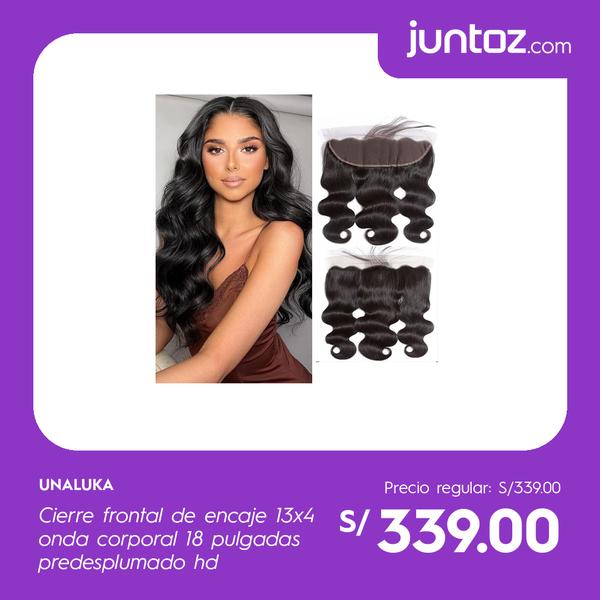 juntoz.com
UNALUKA
Cierre frontal de encaje 13x4
onda corporal 18 pulgadas
predesplumado hd
Precio regular: S/339.00
S/ 339.00